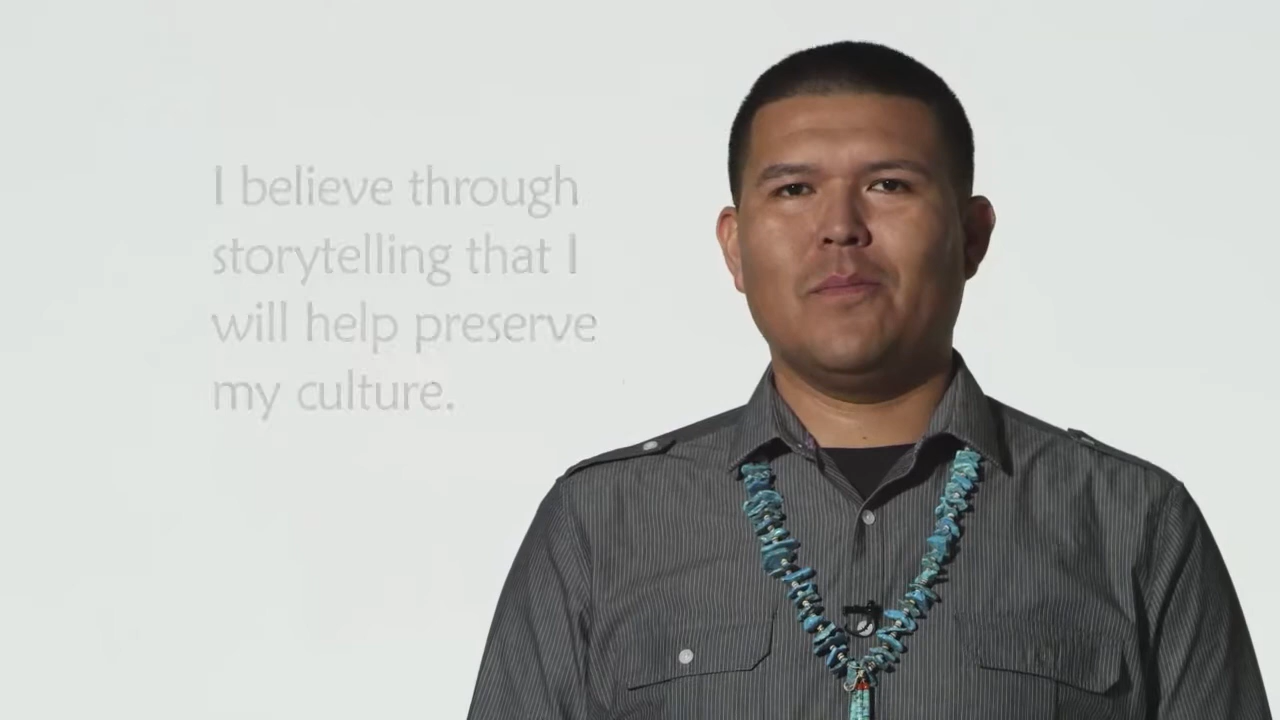 I believe through
storytelling that I
will help preserve
my culture.